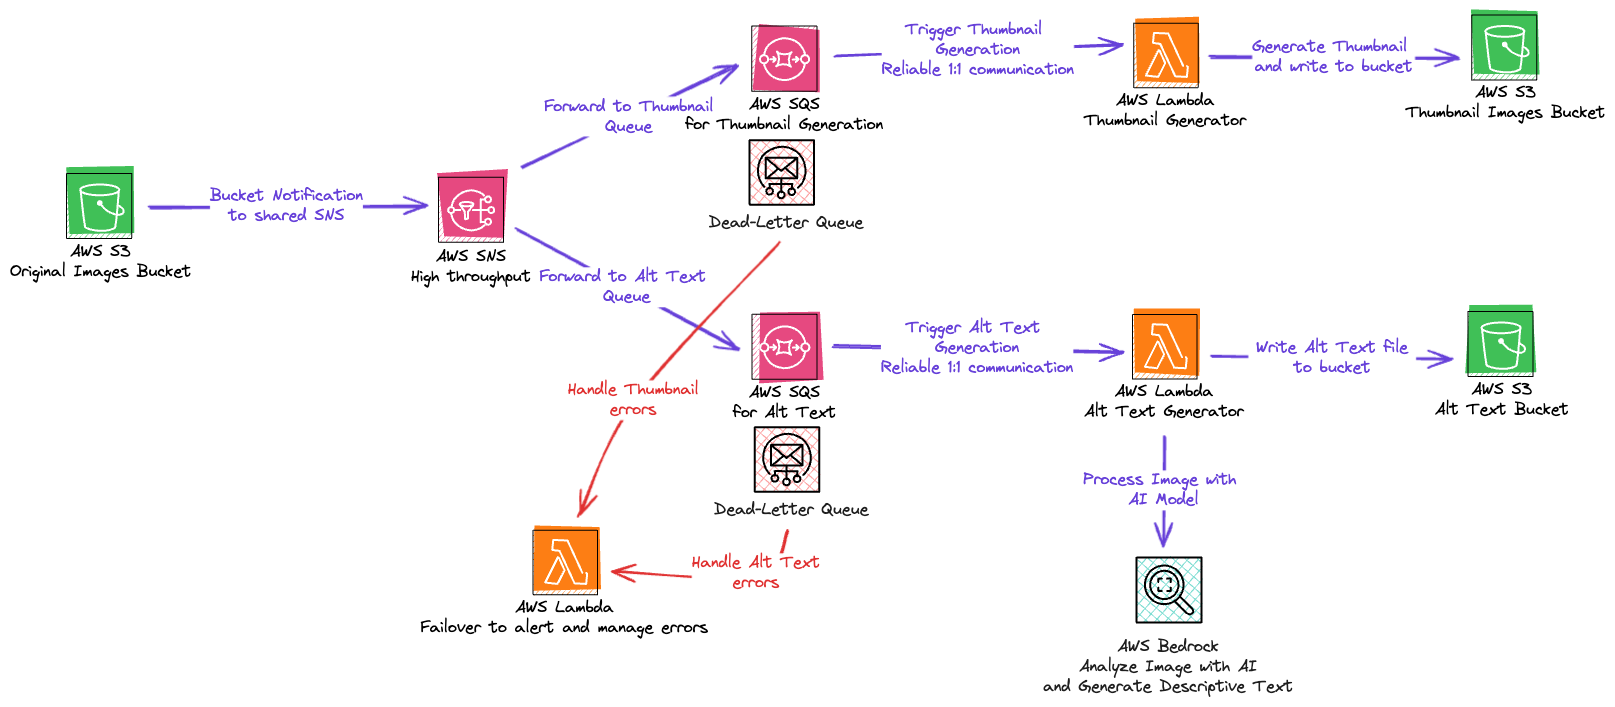 Trigger Thumbnail
Generation
Reliable 1:1 communication
Generate Thumbnail
and write to bucket
AWS SQS
for Thumbnail Generation
AWS Lambda
Thumbnail Generator
AWS S3
Thumbnail Images Bucket
Forward to Thumbnail
Queue
Bucket Notification
to shared SNS
Dead-Letter Queue
AWS S3
Original Images Bucket
AWS SNS
High throughput
Forward to Alt Text
Queue
Trigger Alt Text
Generation
Reliable 1:1 communication
Write Alt Text file
to bucket
Handle Thumbnail
errors
AWS SQS
for Alt Text
AWS Lambda
Alt Text Generator
AWS S3
Alt Text Bucket
Process Image with
AI Model
Dead-Letter Queue
Handle Alt Text
errors
AWS Lambda
Failover to alert and manage errors
AWS Bedrock
Analyze Image with AI
and Generate Descriptive Text